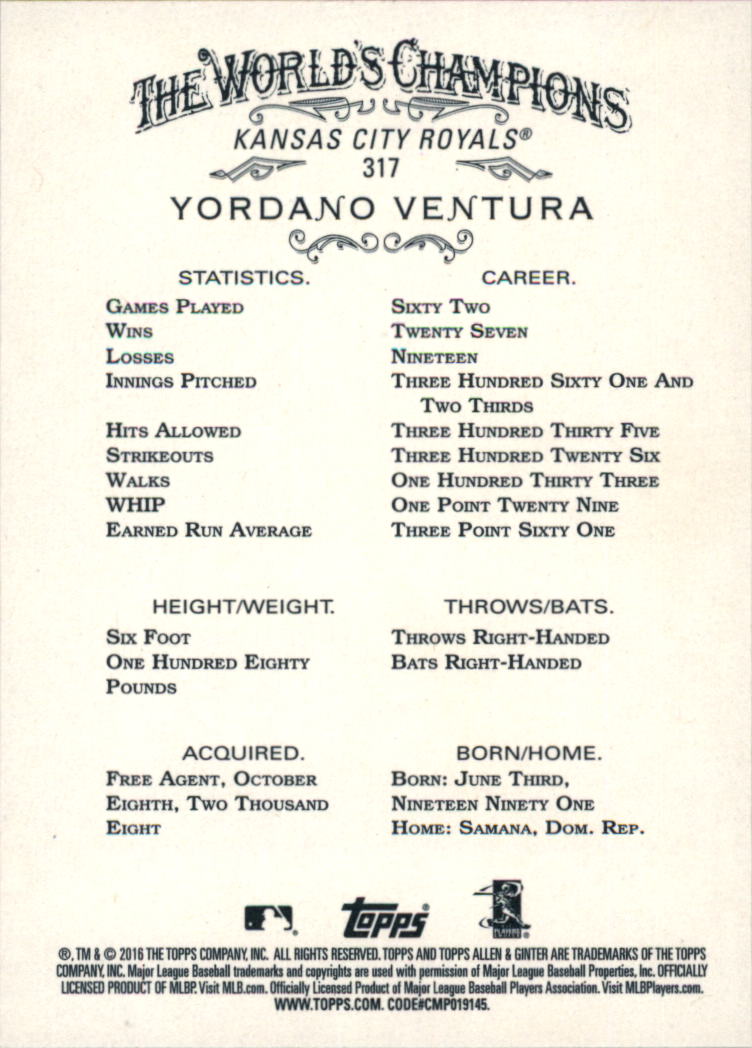 THE WORLD'S CHAMPIONS
KANSAS CITY ROYALS®
317
YORDANO VENTURA
STATISTICS. CAREER.
GAMES PLAYED SIXTY TWO
WINS TWENTY SEVEN
LOSSES NINETEEN
INNINGS PITCHED THREE HUNDRED SIXTY ONE AND
TWO THIRDS
HITS ALLOWED THREE HUNDRED THIRTY FIVE
STRIKEOUTS THREE HUNDRED TWENTY SIX
WALKS ONE HUNDRED THIRTY THREE
WHIP ONE POINT TWENTY NINE
EARNED RUN AVERAGE THREE POINT SIXTY ONE
HEIGHT/WEIGHT. THROWS/BATS.
SIX FOOT THROWS RIGHT-HANDED
ONE HUNDRED EIGHTY BATS RIGHT-HANDED
POUNDS
ACQUIRED. BORN/HOME.
FREE AGENT, OCTOBER BORN: JUNE THIRD,
EIGHTH, TWO THOUSAND NINETEEN NINETY ONE
EIGHT HOME: SAMANA, DOM. REP.
Topps® PLAYERS CHOICE®
®, TM & © 2016 THE TOPPS COMPANY, INC. ALL RIGHTS RESERVED. TOPPS AND TOPPS ALLEN & GINTER ARE TRADEMARKS OF THE TOPPS
COMPANY, INC. Major League Baseball trademarks and copyrights are used with permission of Major League Baseball Properties, Inc. OFFICIALLY
LICENSED PRODUCT OF MLBP. Visit MLB.com. Officially Licensed Product of Major League Baseball Players Association. Visit MLBPlayers.com.
WWW.TOPPS.COM. CODE#CMP019145.